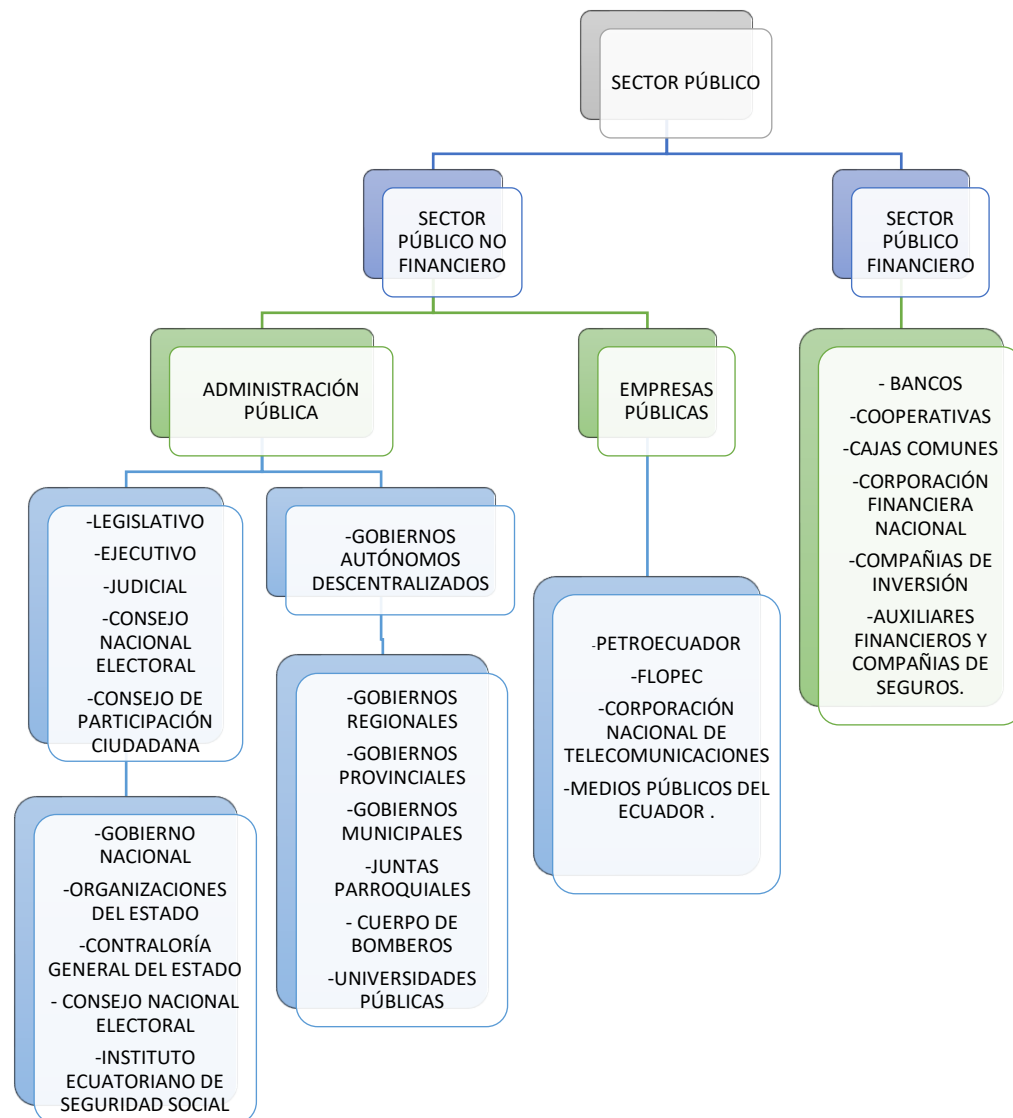 SECTOR PÚBLICO
SECTOR
PÚBLICO NO
FINANCIERO
SECTOR
PÚBLICO
FINANCIERO
ADMINISTRACIÓN
PÚBLICA
EMPRESAS
PÚBLICAS
- BANCOS
-COOPERATIVAS
-CAJAS COMUNES
-CORPORACIÓN
FINANCIERA
NACIONAL
-COMPAÑIAS DE
INVERSIÓN
-AUXILIARES
FINANCIEROS Y
COMPAÑIAS DE
SEGUROS.
-LEGISLATIVO
-EJECUTIVO
-JUDICIAL
-CONSEJO
NACIONAL
ELECTORAL
-CONSEJO DE
PARTICIPACIÓN
CIUDADANA
-GOBIERNOS
AUTÓNOMOS
DESCENTRALIZADOS
-PETROECUADOR
-FLOPEC
-CORPORACIÓN
NACIONAL DE
TELECOMUNICACIONES
-MEDIOS PÚBLICOS DEL
ECUADOR .
-GOBIERNOS
REGIONALES
-GOBIERNOS
PROVINCIALES
-GOBIERNOS
MUNICIPALES
-JUNTAS
PARROQUIALES
- CUERPO DE
BOMBEROS
-UNIVERSIDADES
PÚBLICAS
-GOBIERNO
NACIONAL
-ORGANIZACIONES
DEL ESTADO
-CONTRALORÍA
GENERAL DEL ESTADO
- CONSEJO NACIONAL
ELECTORAL
-INSTITUTO
ECUATORIANO DE
SEGURIDAD SOCIAL